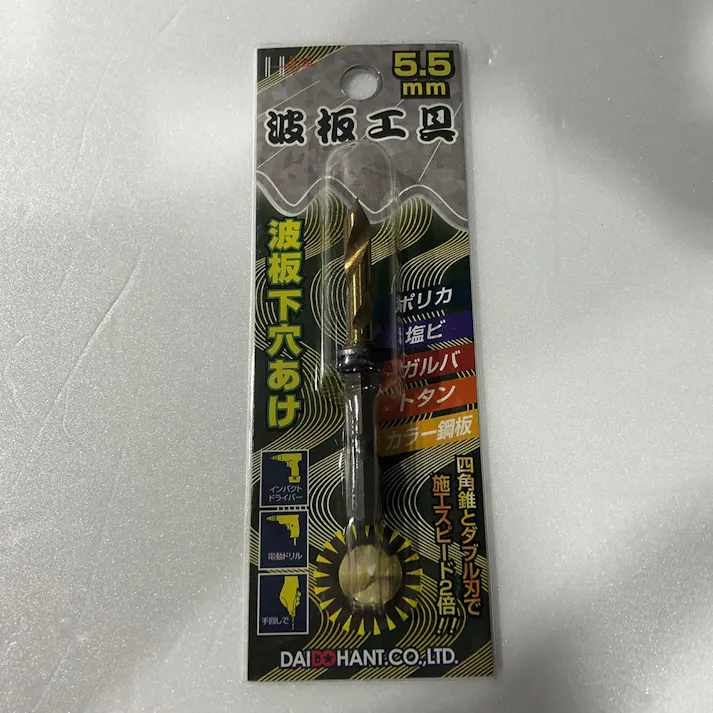 5.5
mm
波板工具
波板下穴あけ
ポリカ
塩ビ
ガルバ
トタン
カラー鋼板
四角錐とダブル刃で
施工スピード2倍!!
インパクト
ドライバー
電動ドリル
手回しで
DAIDOHANT.CO.,LTD.